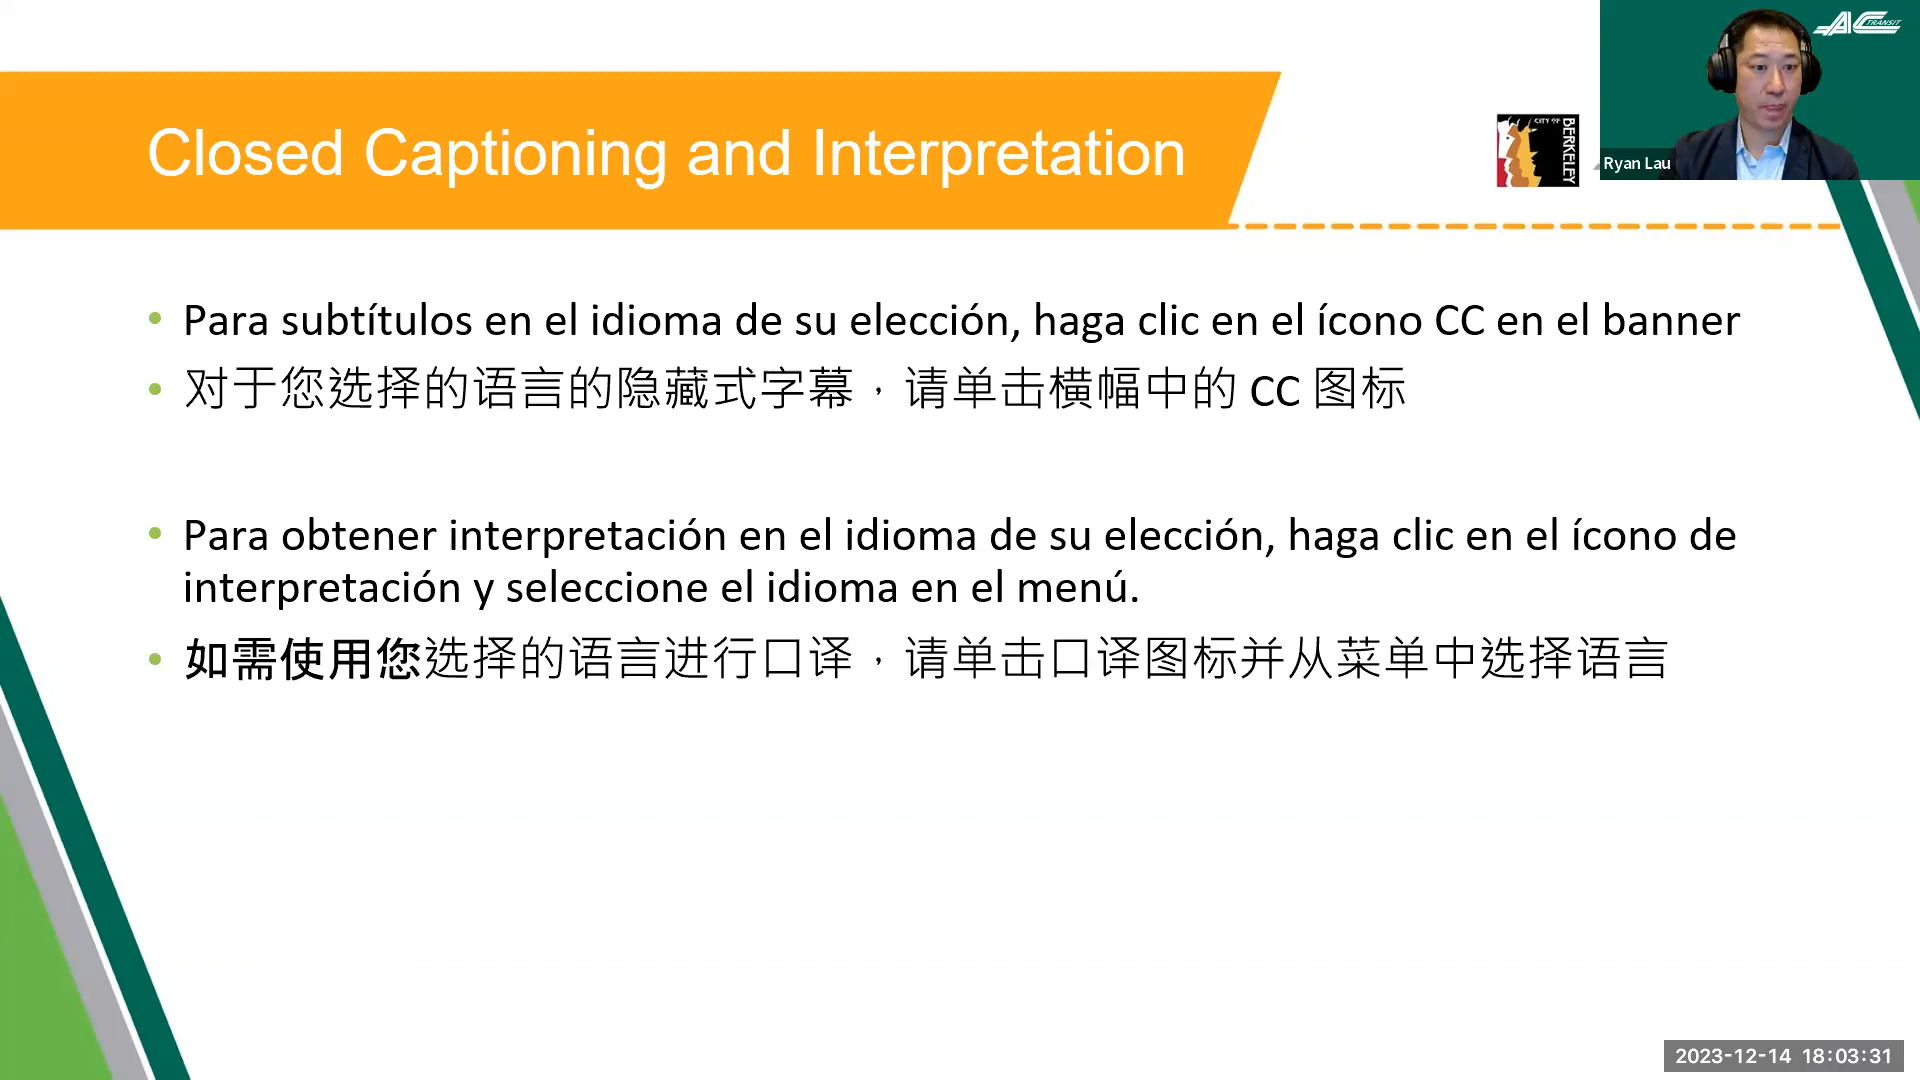 AC TRANSIT
Closed Captioning and Interpretation
CITY OF
BERKELEY
Ryan Lau
• Para subtítulos en el idioma de su elección, haga clic en el ícono CC en el banner
• 对于您选择的语言的隐藏式字幕，请单击横幅中的 CC 图标
• Para obtener interpretación en el idioma de su elección, haga clic en el ícono de
interpretación y seleccione el idioma en el menú.
• 如需使用您选择的语言进行口译，请单击口译图标并从菜单中选择语言
2023-12-14 18:03:31